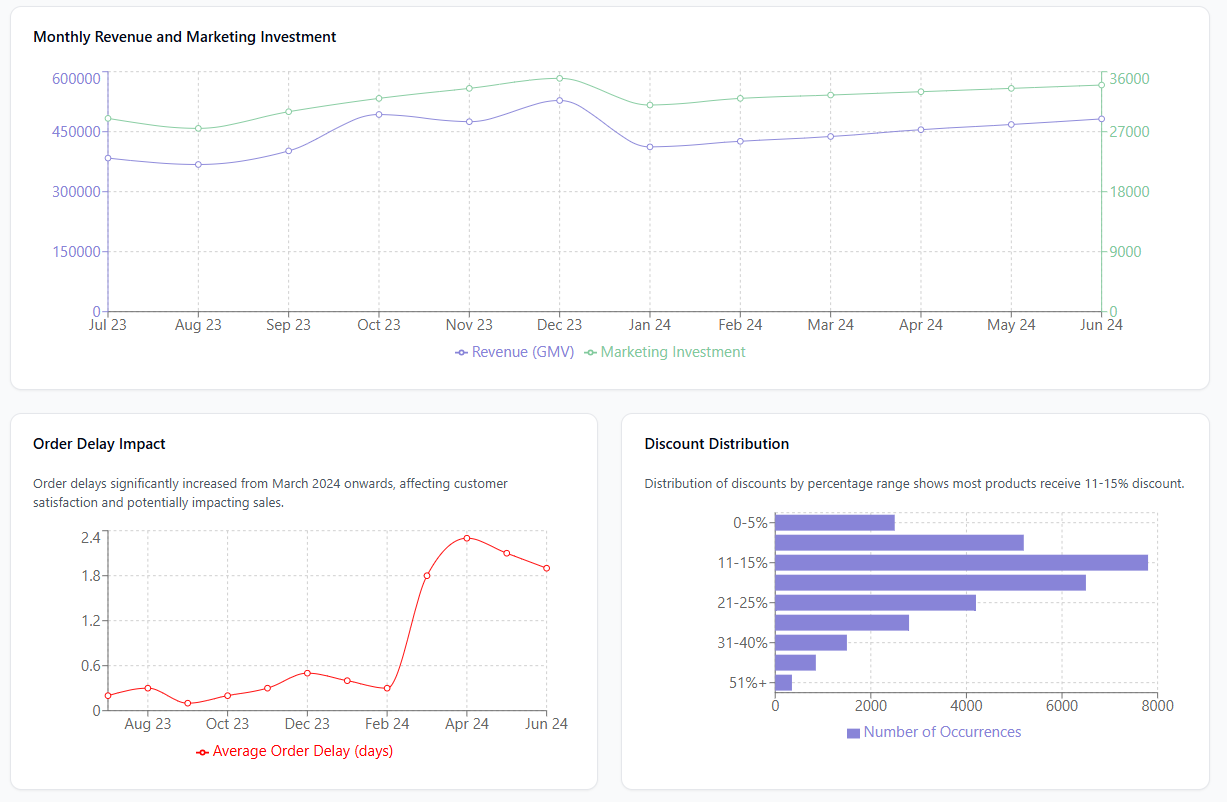 Monthly Revenue and Marketing Investment
600000
450000
300000
150000
0
36000
27000
18000
9000
0
Jul 23 Aug 23 Sep 23 Oct 23 Nov 23 Dec 23 Jan 24 Feb 24 Mar 24 Apr 24 May 24 Jun 24
Revenue (GMV) Marketing Investment
Order Delay Impact
Order delays significantly increased from March 2024 onwards, affecting customer
satisfaction and potentially impacting sales.
2.4
1.8
1.2
0.6
0
Aug 23 Oct 23 Dec 23 Feb 24 Apr 24 Jun 24
Average Order Delay (days)
Discount Distribution
Distribution of discounts by percentage range shows most products receive 11-15% discount.
0-5%
11-15%
21-25%
31-40%
51%+
0 2000 4000 6000 8000
Number of Occurrences